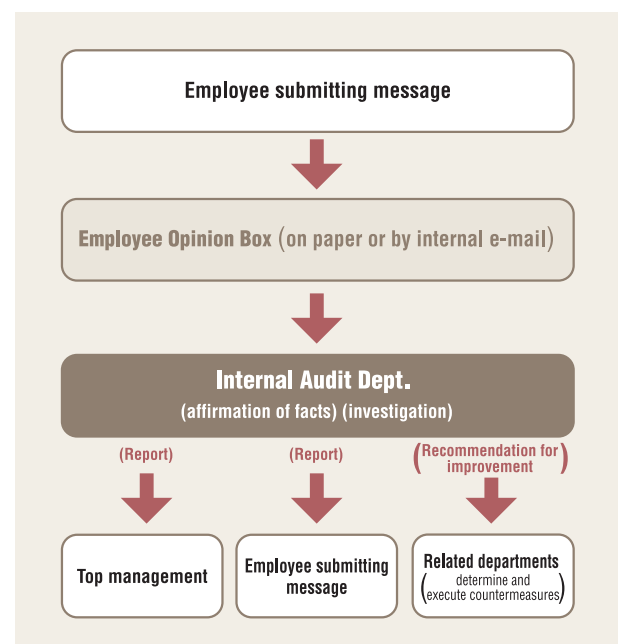 Employee submitting message
Employee Opinion Box (on paper or by internal e-mail)
Internal Audit Dept.
(affirmation of facts) (investigation)
(Report)
(Report)
(Recommendation for
improvement)
Top management
Employee submitting
message
Related departments
(determine and
execute countermeasures)